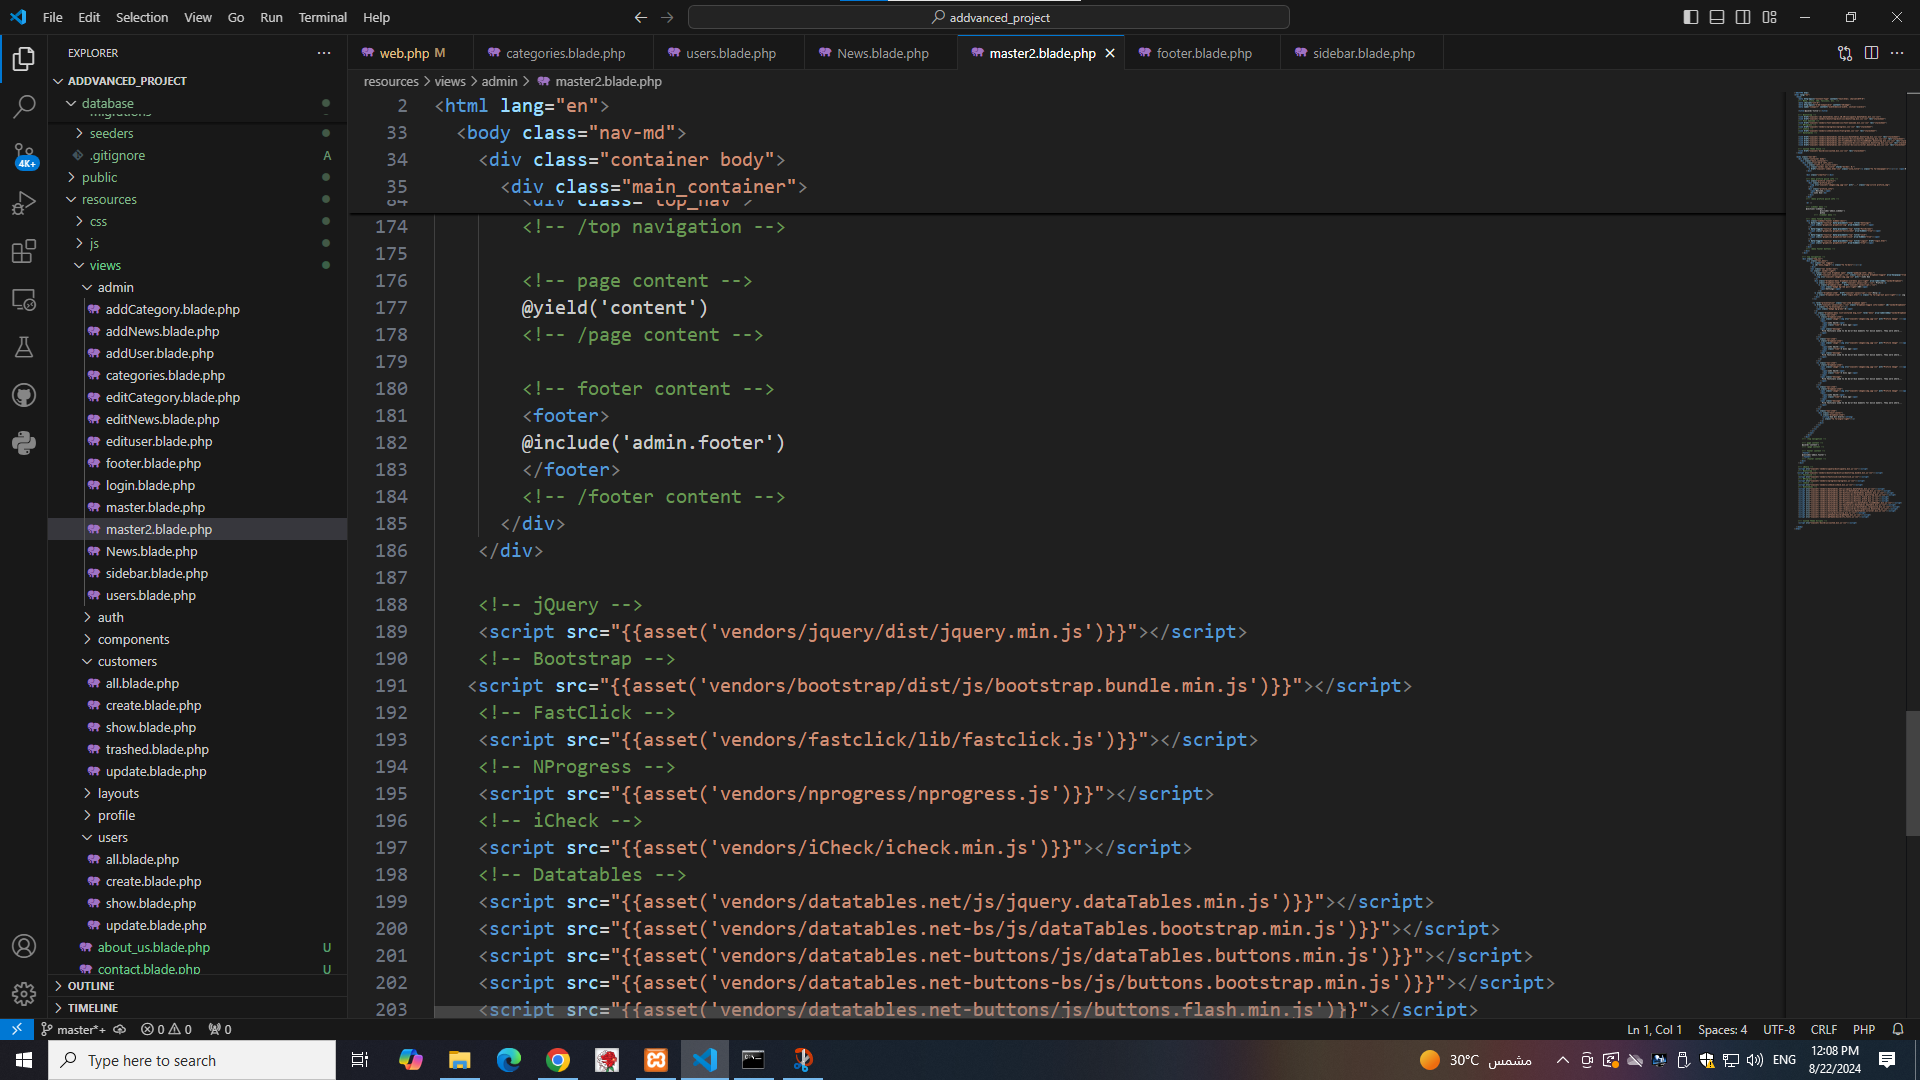 File Edit Selection View Go Run Terminal Help
addvanced_project
EXPLORER
web.php M
categories.blade.php
users.blade.php
News.blade.php
master2.blade.php
footer.blade.php
sidebar.blade.php
ADDVANCED_PROJECT
resources > views > admin > master2.blade.php
database
migrations
seeders
.gitignore A
public
resources
css
js
views
admin
addCategory.blade.php
addNews.blade.php
addUser.blade.php
categories.blade.php
editCategory.blade.php
editNews.blade.php
edituser.blade.php
footer.blade.php
login.blade.php
master.blade.php
master2.blade.php
News.blade.php
sidebar.blade.php
users.blade.php
auth
components
customers
all.blade.php
create.blade.php
show.blade.php
trashed.blade.php
update.blade.php
layouts
profile
users
all.blade.php
create.blade.php
show.blade.php
update.blade.php
about_us.blade.php U
contact.blade.php U
OUTLINE
TIMELINE
4K+
2 <html lang="en">
33 <body class="nav-md">
34 <div class="container body">
35 <div class="main_container">
84 <div class="top_nav">
174 <!-- /top navigation -->
175
176 <!-- page content -->
177 @yield('content')
178 <!-- /page content -->
179
180 <!-- footer content -->
181 <footer>
182 @include('admin.footer')
183 </footer>
184 <!-- /footer content -->
185 </div>
186 </div>
187
188 <!-- jQuery -->
189 <script src="{{asset('vendors/jquery/dist/jquery.min.js')}}"></script>
190 <!-- Bootstrap -->
191 <script src="{{asset('vendors/bootstrap/dist/js/bootstrap.bundle.min.js')}}"></script>
192 <!-- FastClick -->
193 <script src="{{asset('vendors/fastclick/lib/fastclick.js')}}"></script>
194 <!-- NProgress -->
195 <script src="{{asset('vendors/nprogress/nprogress.js')}}"></script>
196 <!-- iCheck -->
197 <script src="{{asset('vendors/iCheck/icheck.min.js')}}"></script>
198 <!-- Datatables -->
199 <script src="{{asset('vendors/datatables.net/js/jquery.dataTables.min.js')}}"></script>
200 <script src="{{asset('vendors/datatables.net-bs/js/dataTables.bootstrap.min.js')}}"></script>
201 <script src="{{asset('vendors/datatables.net-buttons/js/dataTables.buttons.min.js')}}"></script>
202 <script src="{{asset('vendors/datatables.net-buttons-bs/js/buttons.bootstrap.min.js')}}"></script>
203 <script src="{{asset('vendors/datatables.net-buttons/js/buttons.flash.min.js')}}"></script>
master*+ 0 0 0
Ln 1, Col 1 Spaces: 4 UTF-8 CRLF PHP
Type here to search
30°C مشمس
ENG
12:08 PM
8/22/2024